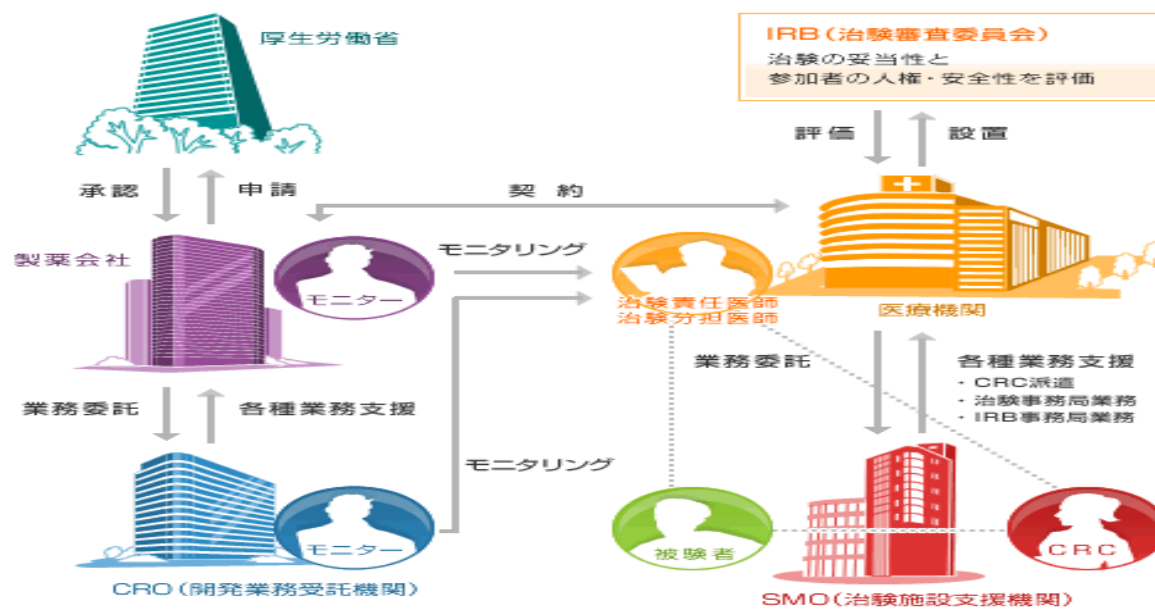 厚生労働省
IRB(治験審査委員会)
治験の妥当性と
参加者の人権・安全性を評価
評価
設置
承認
申請
契約
製薬会社
モニター
モニタリング
治験責任医師
治験分担医師
医療機関
業務委託
各種業務支援
業務委託
各種業務支援
・CRC派遣
・治験事務局業務
・IRB事務局業務
モニタリング
モニター
被験者
CRC
CRO(開発業務受託機関)
SMO(治験施設支援機関)